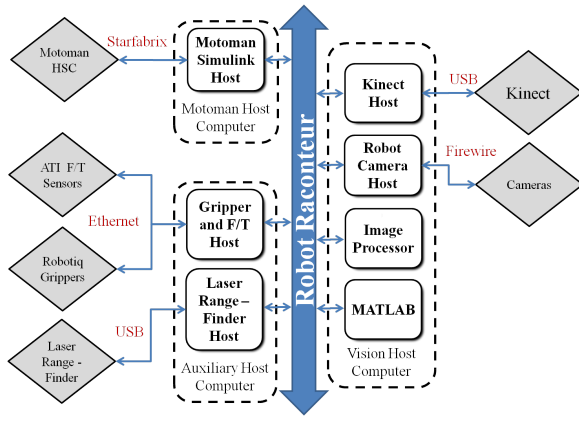 Motoman
HSC
Starfabrix
Motoman
Simulink
Host
Motoman Host
Computer
ATI F/T
Sensors
Ethernet
Robotiq
Grippers
Gripper
and F/T
Host
Laser
Range–
Finder
Host
USB
Laser
Range -
Finder
Auxiliary Host
Computer
Robot Raconteur
Kinect
Host
USB
Kinect
Robot
Camera
Host
Firewire
Cameras
Image
Processor
MATLAB
Vision Host
Computer